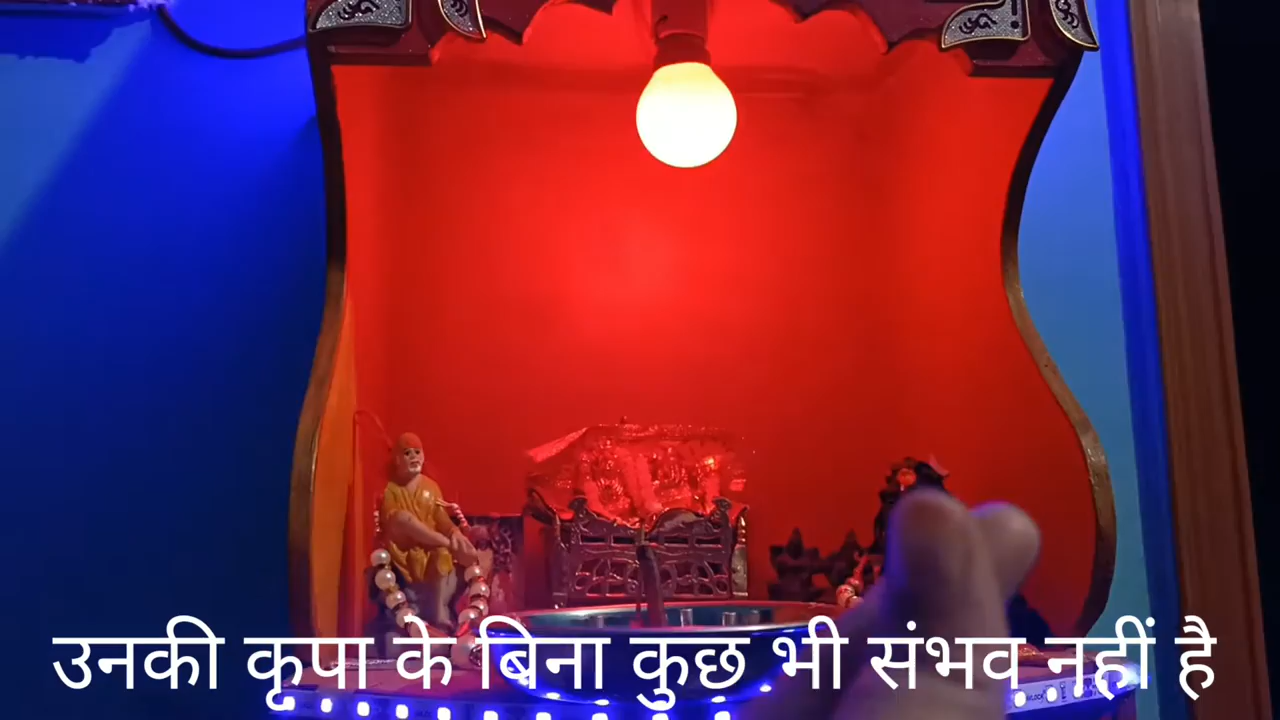 उनकी कृपा के बिना कुछ भी संभव नहीं है